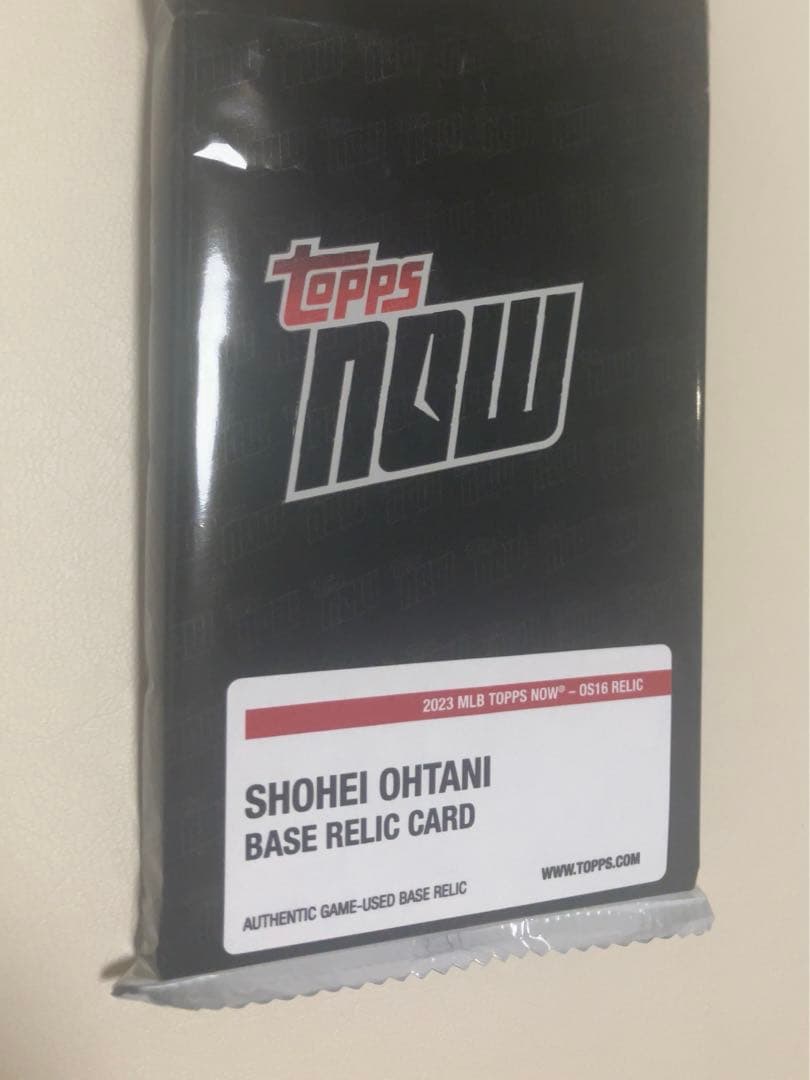 topps
now
2023 MLB TOPPS NOW® – OS16 RELIC
SHOHEI OHTANI
BASE RELIC CARD
AUTHENTIC GAME-USED BASE RELIC
WWW.TOPPS.COM